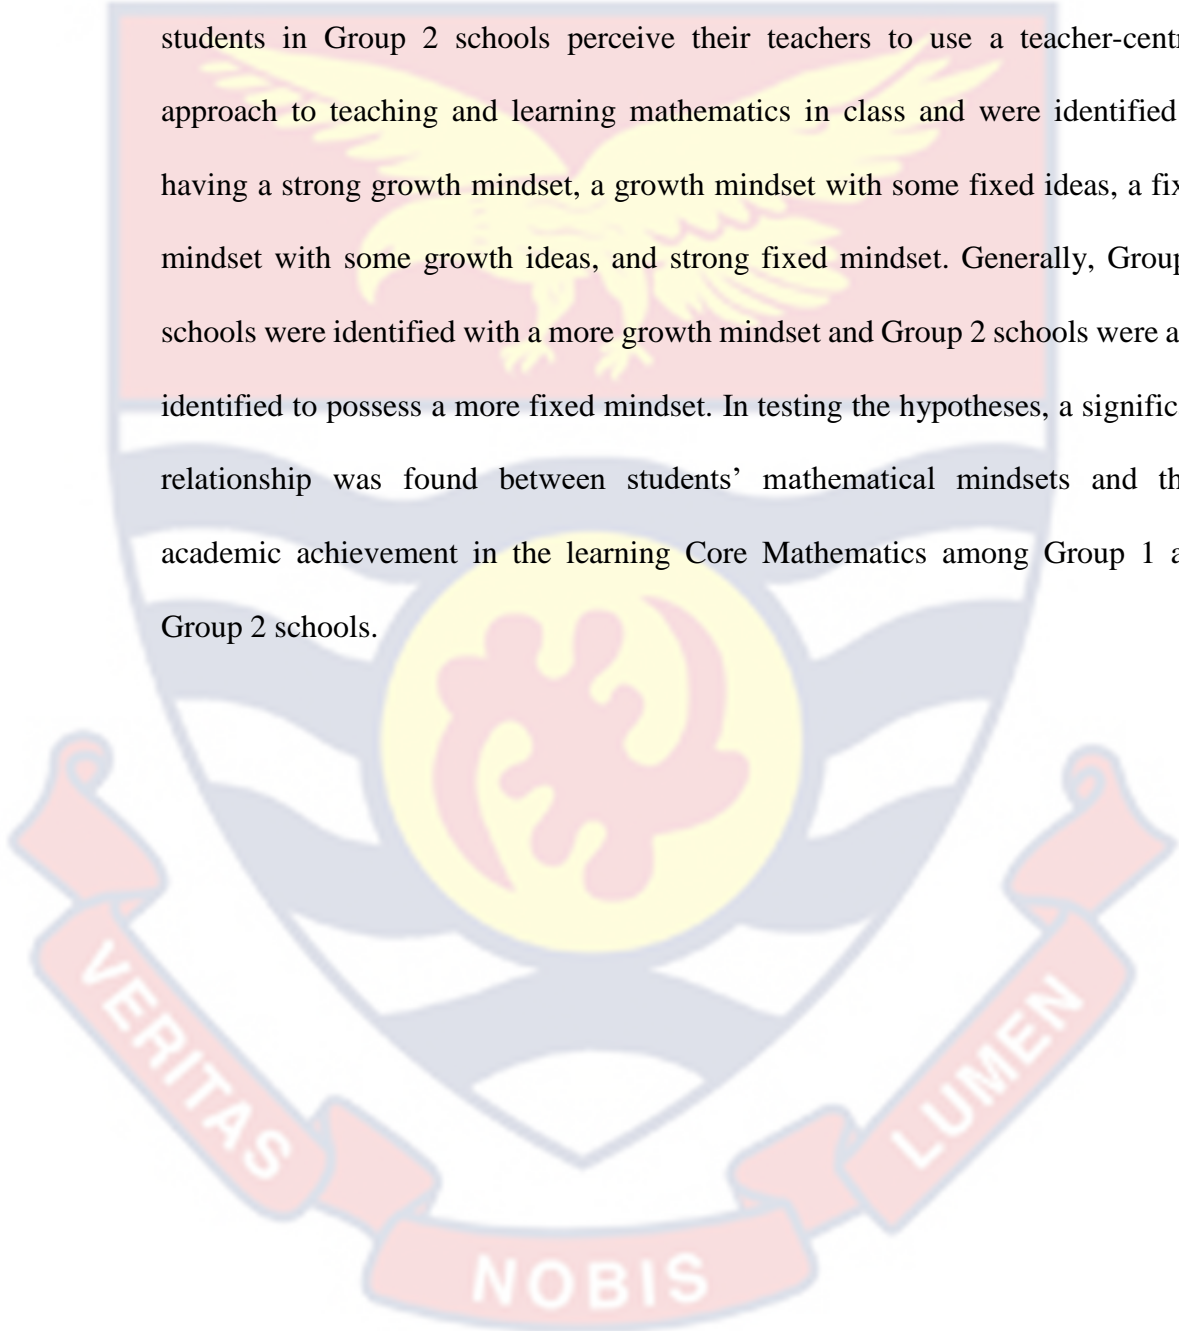 students in Group 2 schools perceive their teachers to use a teacher-centr
approach to teaching and learning mathematics in class and were identified
having a strong growth mindset, a growth mindset with some fixed ideas, a fix
mindset with some growth ideas, and strong fixed mindset. Generally, Group
schools were identified with a more growth mindset and Group 2 schools were a
identified to possess a more fixed mindset. In testing the hypotheses, a signific
relationship was found between students’ mathematical mindsets and th
academic achievement in the learning Core Mathematics among Group 1 a
Group 2 schools.
VERITAS
NOBIS
LUMEN